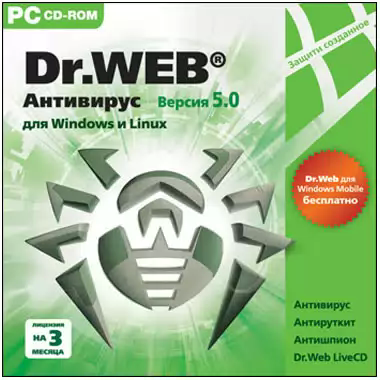 PC CD-ROM
Защити созданное
Dr.WEB®
Антивирус Версия 5.0
для Windows и Linux
Dr.Web для
Windows Mobile
бесплатно
Антивирус
Антируткит
Антишпион
Dr.Web LiveCD
ЛИЦЕНЗИЯ
НА 3
МЕСЯЦА